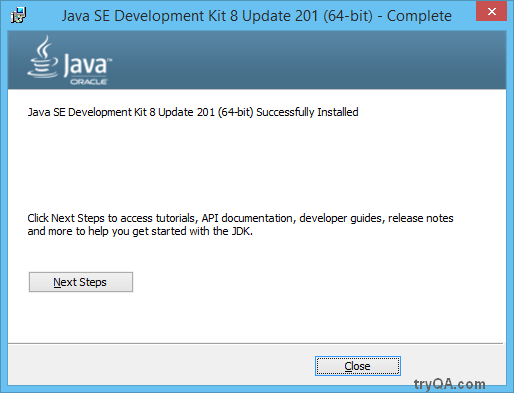 Java SE Development Kit 8 Update 201 (64-bit) - Complete
Java™
ORACLE
Java SE Development Kit 8 Update 201 (64-bit) Successfully Installed
Click Next Steps to access tutorials, API documentation, developer guides, release notes
and more to help you get started with the JDK.
Next Steps
Close
tryQA.com